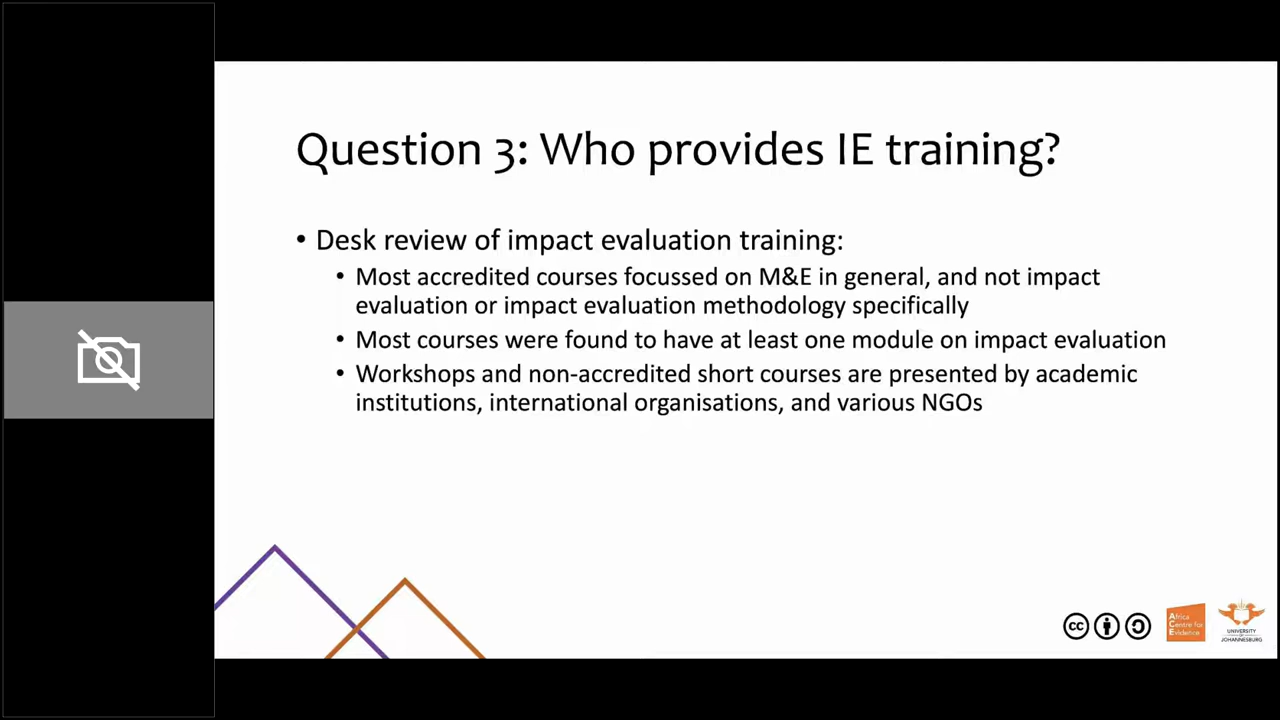 Question 3: Who provides IE training?
• Desk review of impact evaluation training:
• Most accredited courses focussed on M&E in general, and not impact
evaluation or impact evaluation methodology specifically
• Most courses were found to have at least one module on impact evaluation
• Workshops and non-accredited short courses are presented by academic
institutions, international organisations, and various NGOs
cc
Africa
Centre for
Evidence
UNIVERSITY
OF
JOHANNESBURG